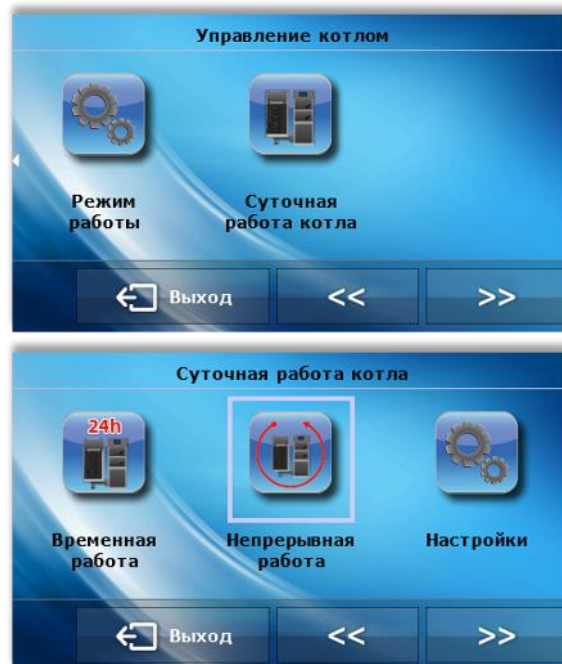 Управление котлом
Режим
работы
Суточная
работа котла
Выход
<<
>>
Суточная работа котла
24h
Временная
работа
Непрерывная
работа
Настройки
Выход
<<
>>